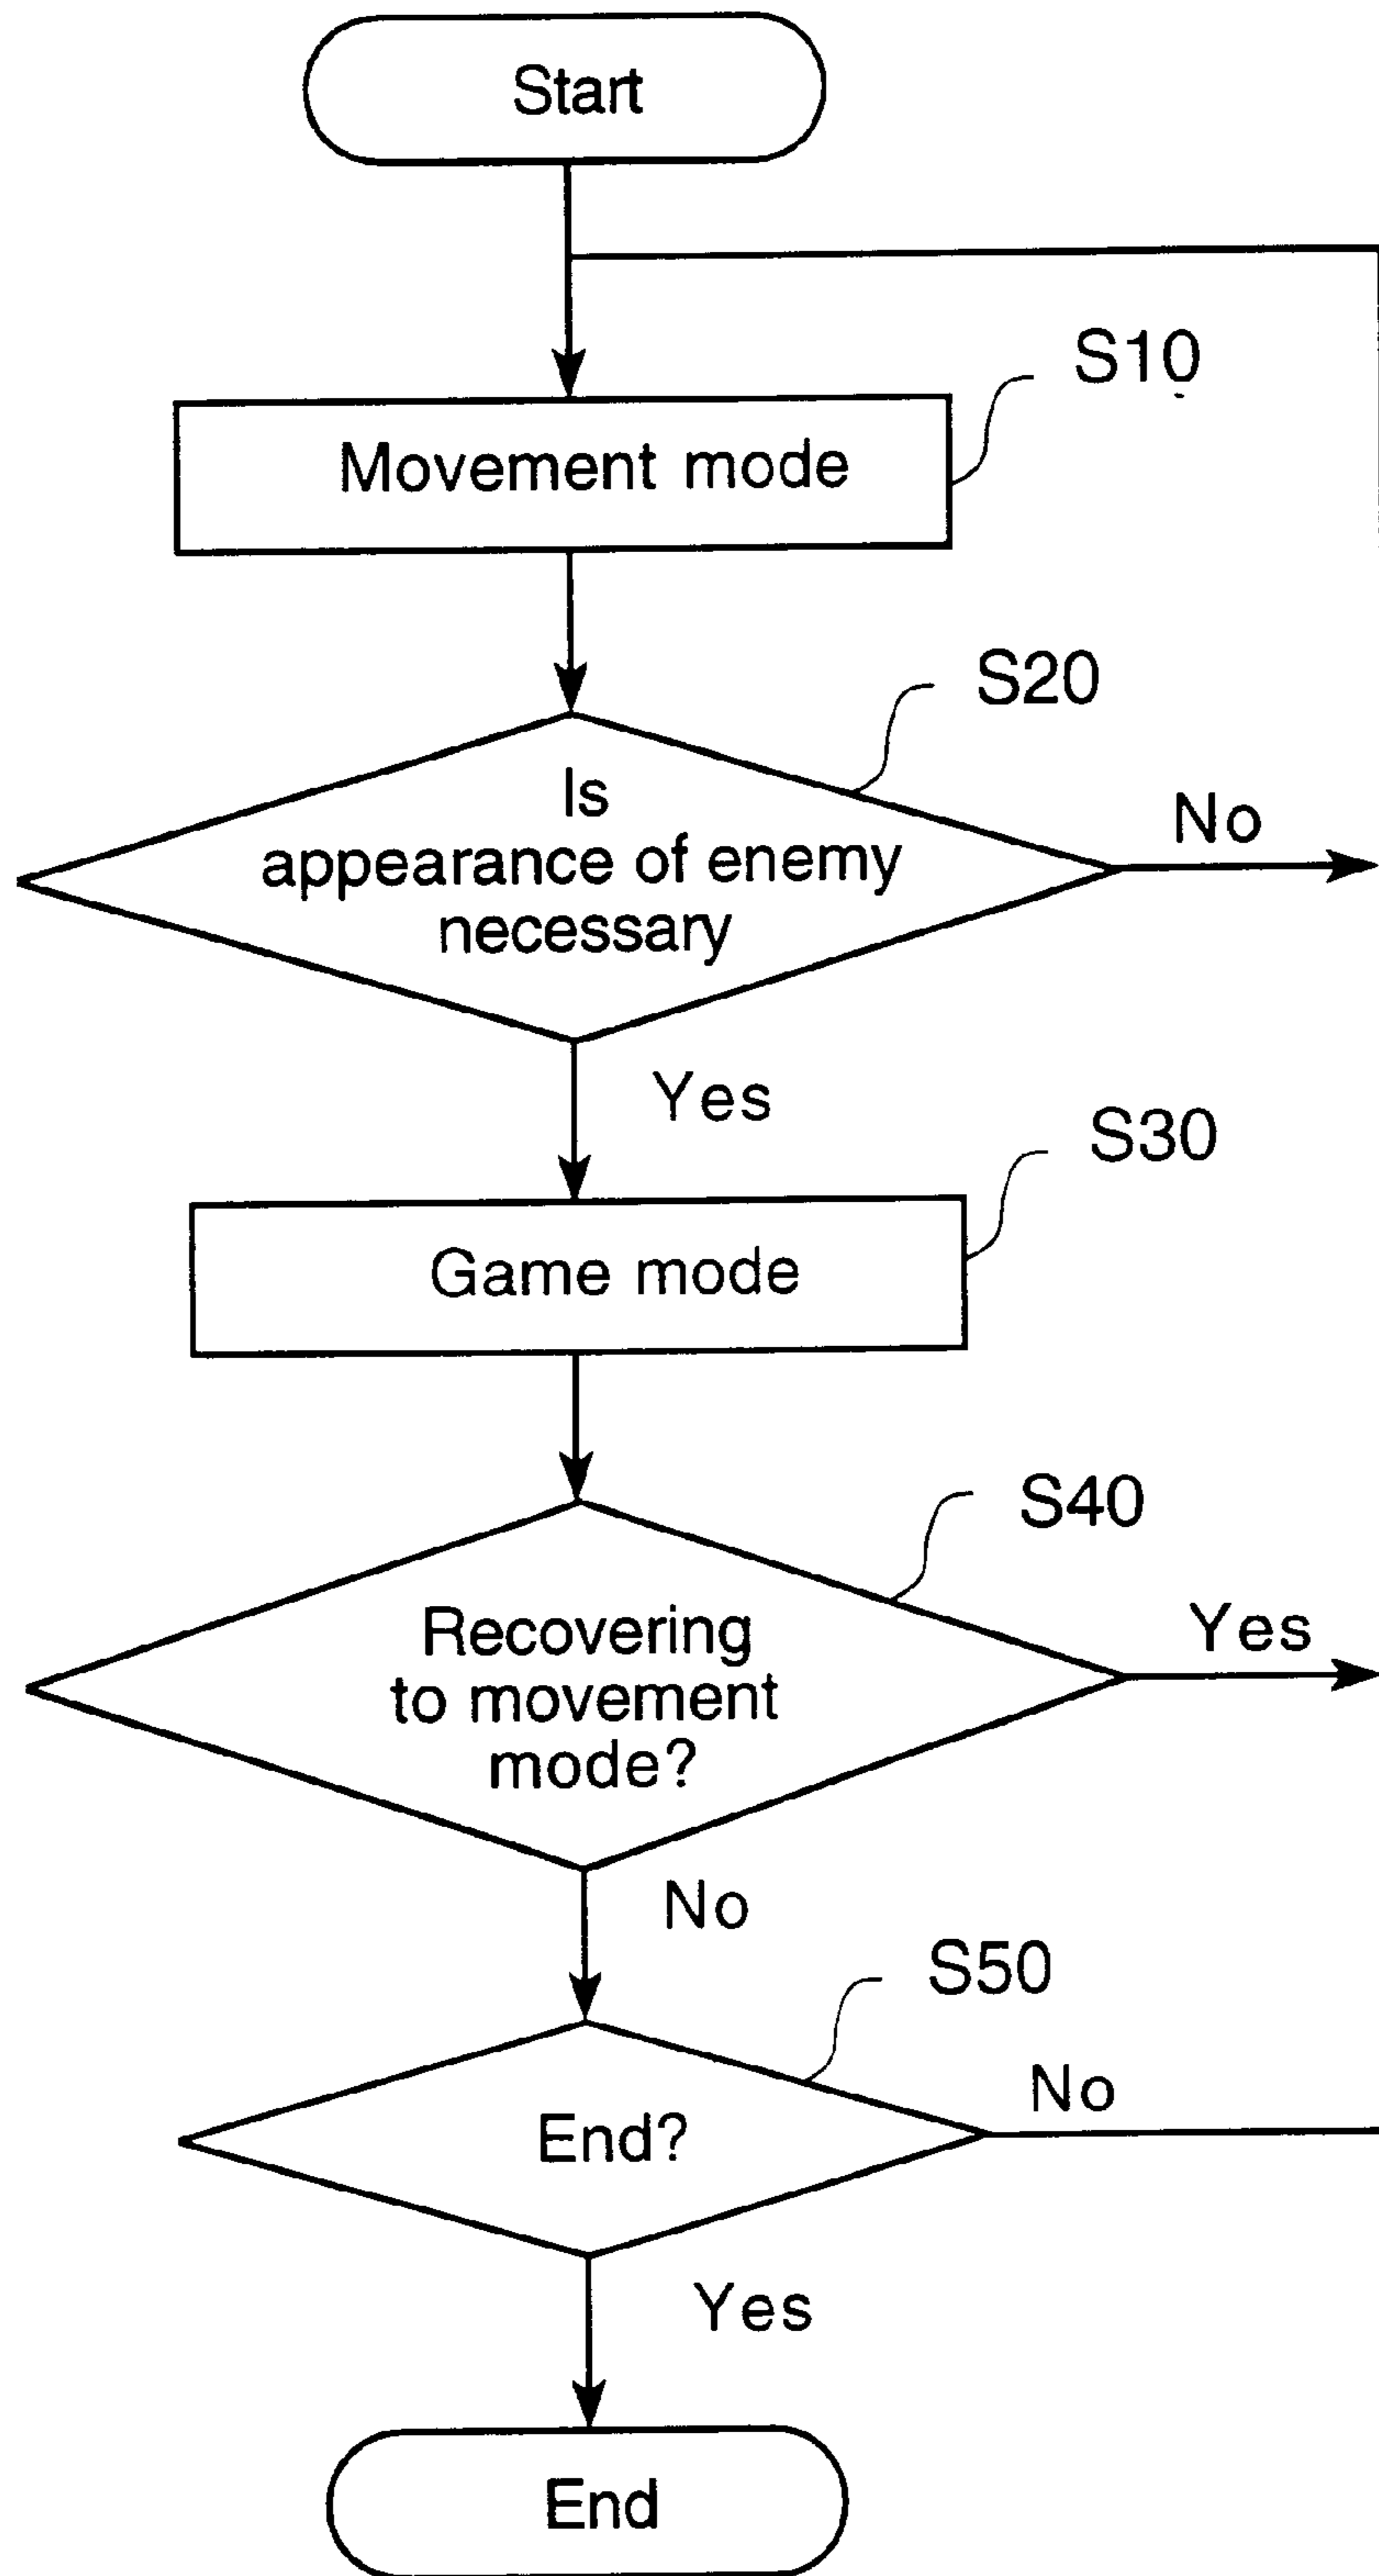 Start
S10
Movement mode
S20
Is
appearance of enemy
necessary
No
Yes
S30
Game mode
S40
Recovering
to movement
mode?
Yes
No
S50
End?
No
Yes
End